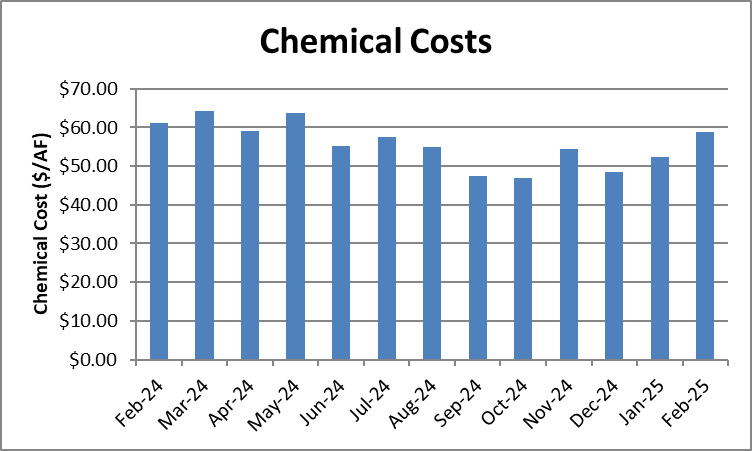 Chemical Costs
Chemical Cost ($/AF)
$70.00
$60.00
$50.00
$40.00
$30.00
$20.00
$10.00
$0.00
Feb-24
Mar-24
Apr-24
May-24
Jun-24
Jul-24
Aug-24
Sep-24
Oct-24
Nov-24
Dec-24
Jan-25
Feb-25